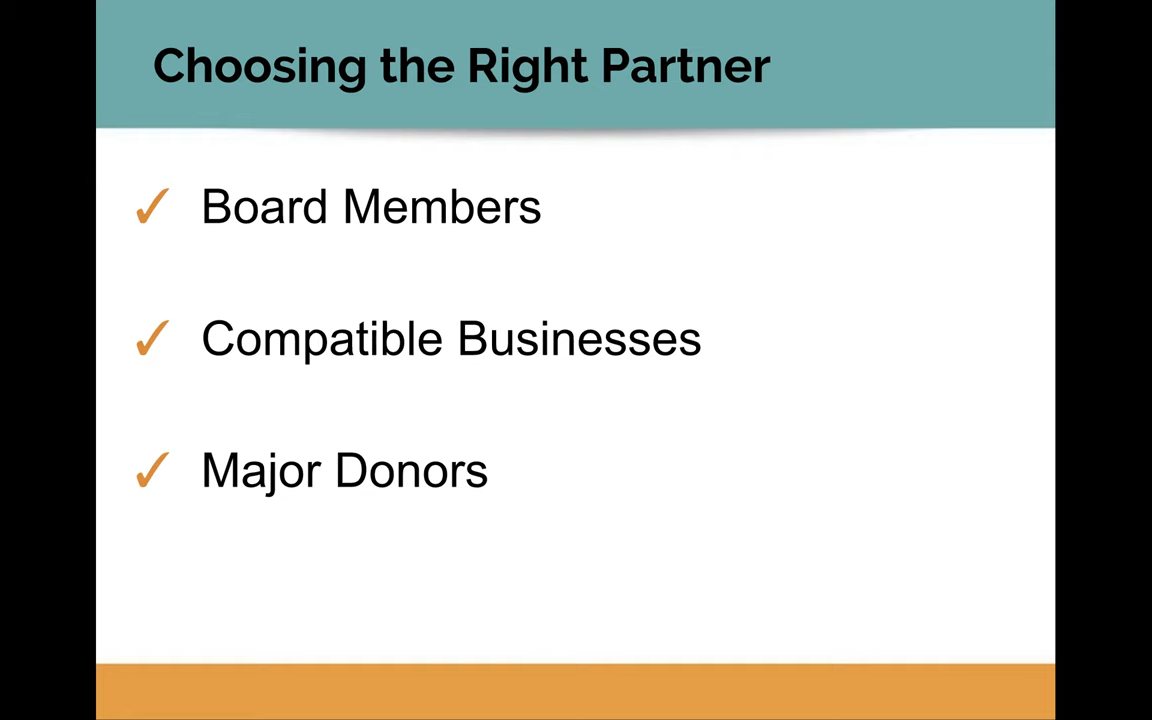 Choosing the Right Partner
✓ Board Members
✓ Compatible Businesses
✓ Major Donors